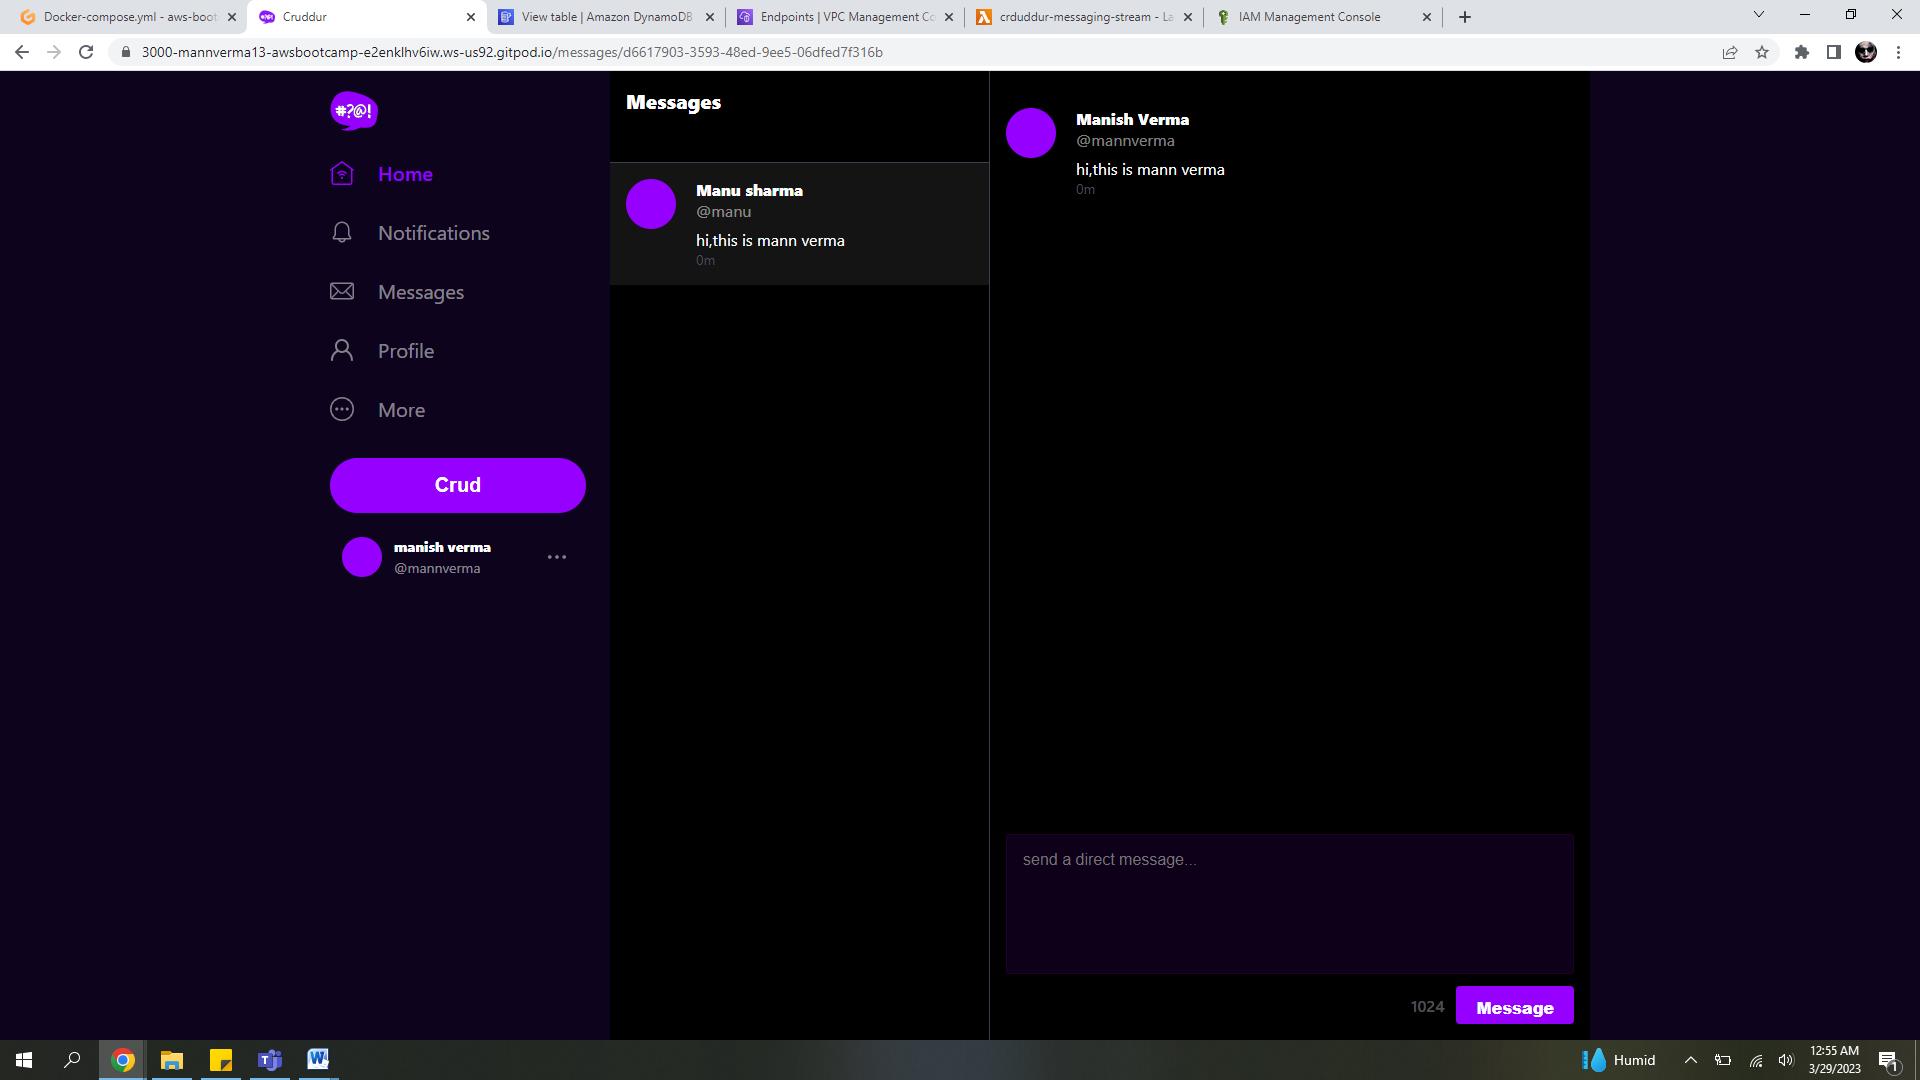 Docker-compose.yml - aws-boot
Cruddur
View table | Amazon DynamoDB
Endpoints | VPC Management Co
crduddur-messaging-stream - La
IAM Management Console
3000-mannverma13-awsbootcamp-e2enklhv6iw.ws-us92.gitpod.io/messages/d6617903-3593-48ed-9ee5-06dfed7f316b
#?@!
Home
Notifications
Messages
Profile
More
Crud
manish verma
@mannverma
Messages
Manu sharma
@manu
hi,this is mann verma
0m
Manish Verma
@mannverma
hi,this is mann verma
0m
send a direct message...
1024
Message
Humid
12:55 AM
3/29/2023
1